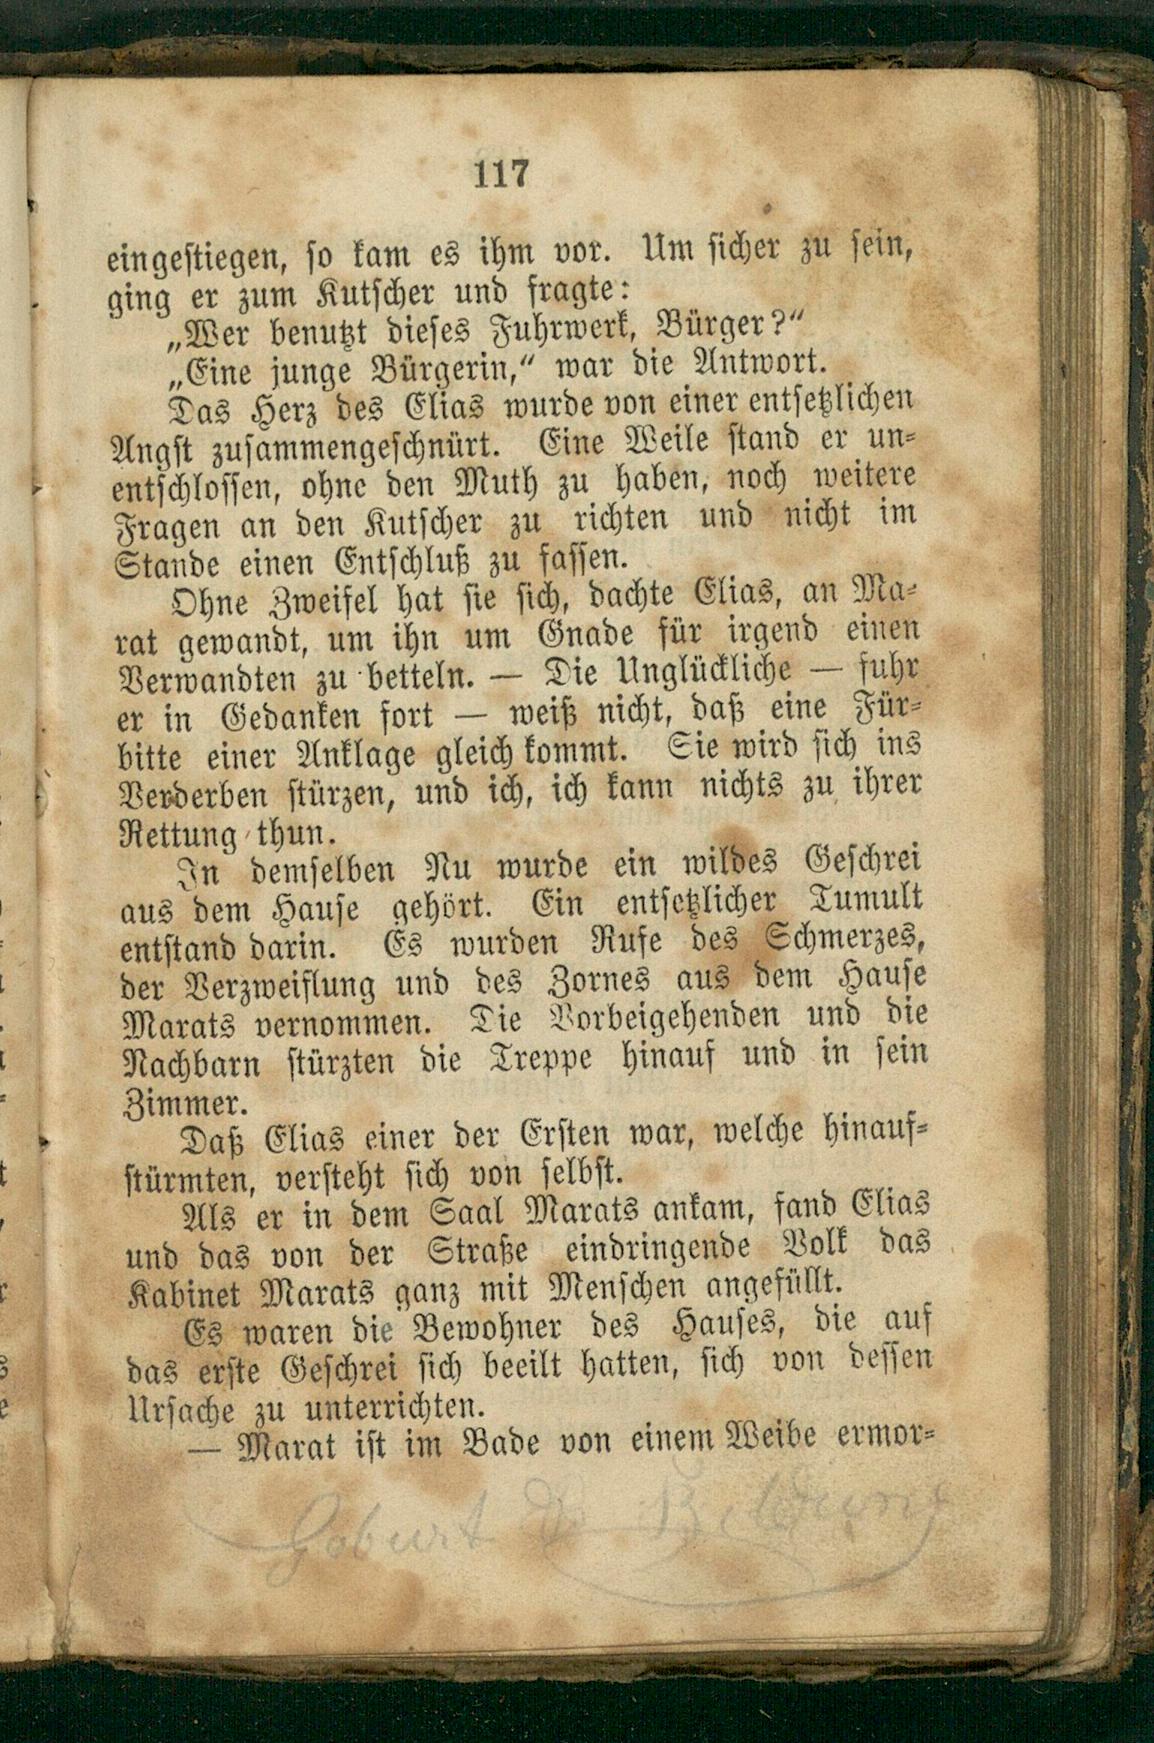 117
eingestiegen, so kam es ihm vor. Um sicher zu sein,
ging er zum Kutscher und fragte:
„Wer benutzt dieses Fuhrwerk, Bürger?“
„Eine junge Bürgerin,“ war die Antwort.
Das Herz des Elias wurde von einer entsetzlichen
Angst zusammengeschnürt. Eine Weile stand er un-
entschlossen, ohne den Muth zu haben, noch weitere
Fragen an den Kutscher zu richten und nicht im
Stande einen Entschluß zu fassen.
Ohne Zweifel hat sie sich, dachte Elias, an Ma-
rat gewandt, um ihn um Gnade für irgend einen
Verwandten zu betteln. — Die Unglückliche — fuhr
er in Gedanken fort — weiß nicht, daß eine Für-
bitte einer Anklage gleich kommt. Sie wird sich ins
Verderben stürzen, und ich, ich kann nichts zu ihrer
Rettung thun.
In demselben Nu wurde ein wildes Geschrei
aus dem Hause gehört. Ein entsetzlicher Tumult
entstand darin. Es wurden Rufe des Schmerzes,
der Verzweiflung und des Zornes aus dem Hause
Marats vernommen. Die Vorbeigehenden und die
Nachbarn stürzten die Treppe hinauf und in sein
Zimmer.
Daß Elias einer der Ersten war, welche hinauf-
stürmten, versteht sich von selbst.
Als er in dem Saal Marats ankam, fand Elias
und das von der Straße eindringende Volk das
Kabinet Marats ganz mit Menschen angefüllt.
Es waren die Bewohner des Hauses, die auf
das erste Geschrei sich beeilt hatten, sich von dessen
Ursache zu unterrichten.
— Marat ist im Bade von einem Weibe ermor-